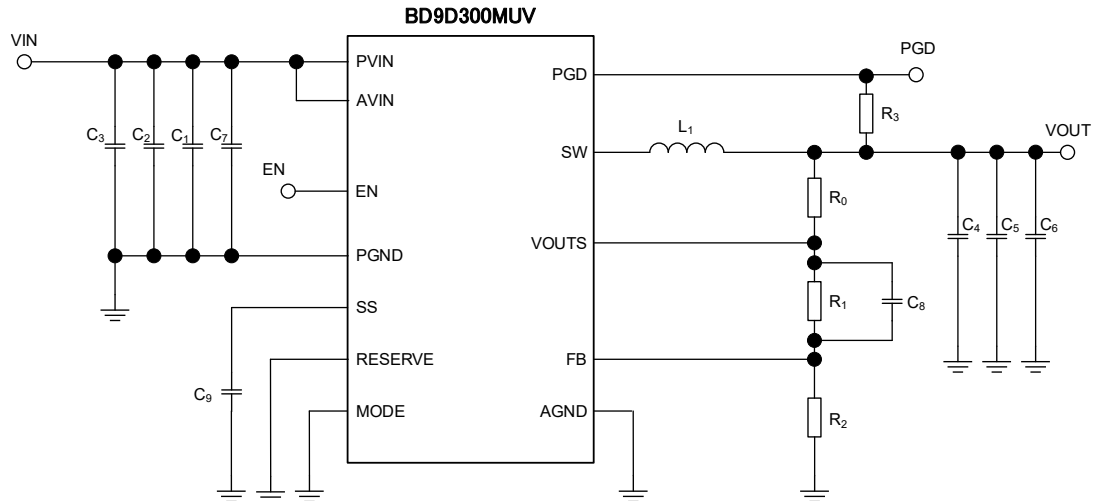 BD9D300MUV
VIN
PGD
PVIN
PGD
AVIN
R3
C3
C2
C1
C7
L1
VOUT
SW
EN
EN
R0
C4
C5
C6
VOUTS
PGND
SS
R1
C8
RESERVE
FB
C9
MODE
AGND
R2